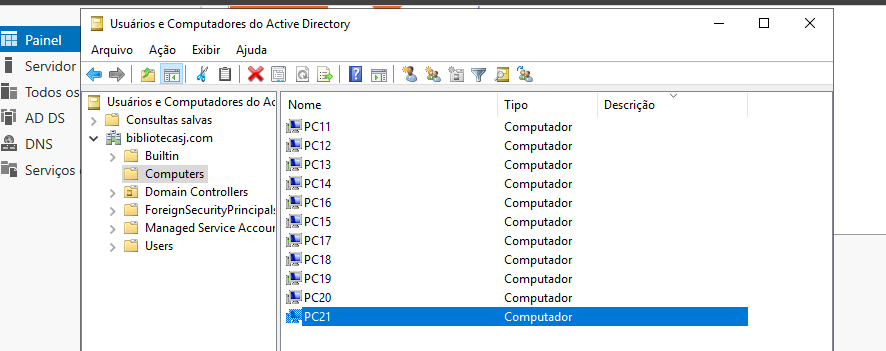 Usuários e Computadores do Active Directory
Arquivo Ação Exibir Ajuda
Painel
Servidor
Todos os
AD DS
DNS
Serviços
Usuários e Computadores do Ac
Consultas salvas
bibliotecasj.com
Builtin
Computers
Domain Controllers
ForeignSecurityPrincipals
Managed Service Accour
Users
Nome Tipo Descrição
PC11 Computador
PC12 Computador
PC13 Computador
PC14 Computador
PC16 Computador
PC15 Computador
PC17 Computador
PC18 Computador
PC19 Computador
PC20 Computador
PC21 Computador